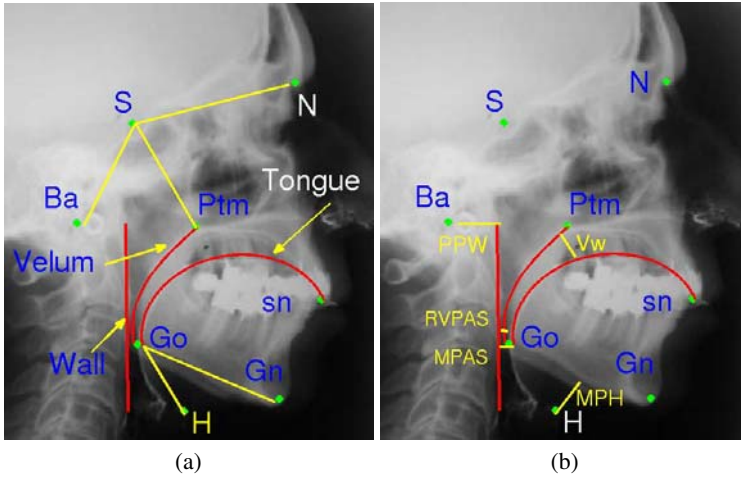 S
N
Tongue
Ba
Ptm
Velum
sn
Go
Wall
Gn
H
(a)
N
S
Ba
Ptm
PPW
Vw
sn
RVPAS
Go
MPAS
Gn
MPH
H
(b)